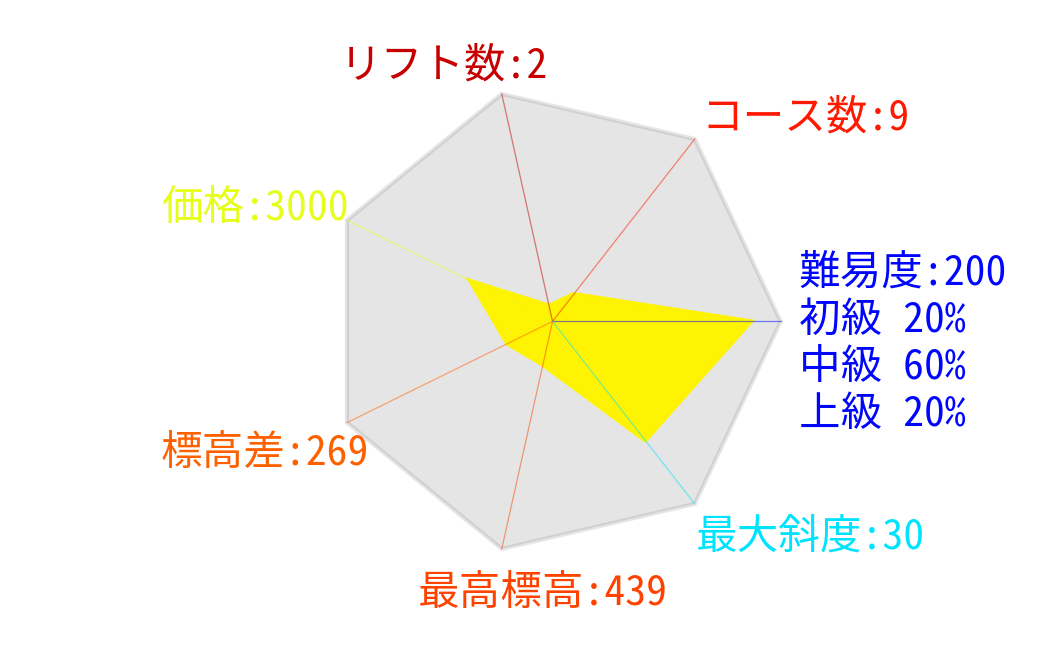 リフト数:2
コース数:9
価格:3000
難易度:200
初級 20%
中級 60%
上級 20%
標高差:269
最大斜度:30
最高標高:439